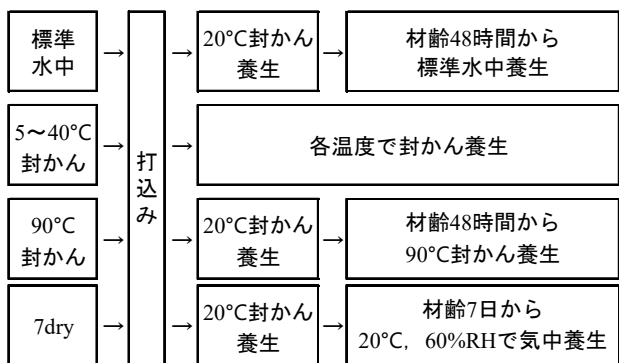 標準
水中
→
20°C封かん
養生
→
材齢48時間から
標準水中養生
5～40°C
封かん
→
打込み
→
各温度で封かん養生
90°C
封かん
→
20°C封かん
養生
→
材齢48時間から
90°C封かん養生
7dry
→
20°C封かん
養生
→
材齢7日から
20°C，60%RHで気中養生